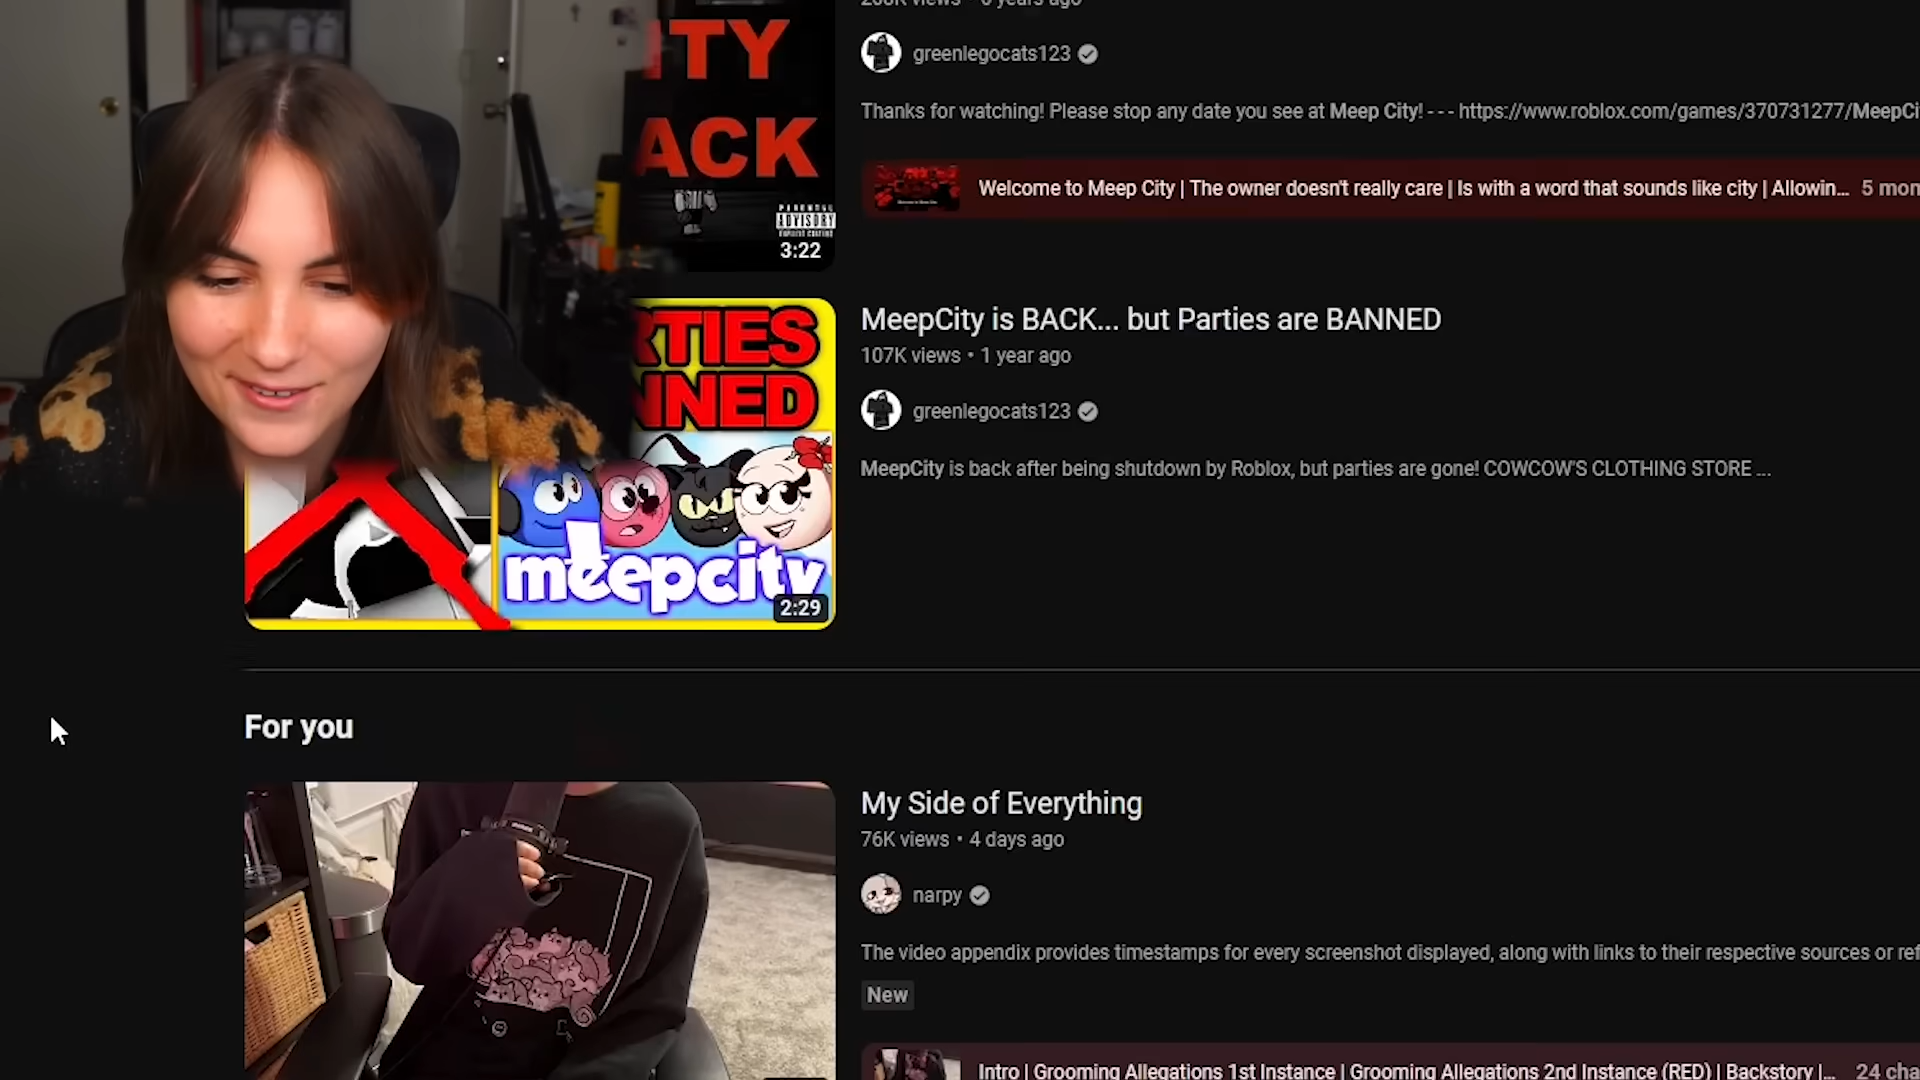 ITY
ACK
PARENTAL
ADVISORY
3:22
greenlegocats123
Thanks for watching! Please stop any date you see at Meep City! - - - https://www.roblox.com/games/370731277/MeepCi
Welcome to Meep City | The owner doesn't really care | Is with a word that sounds like city | Allowin... 5 mom
RTIES
NNED
meepcity
2:29
MeepCity is BACK... but Parties are BANNED
107K views • 1 year ago
greenlegocats123
MeepCity is back after being shutdown by Roblox, but parties are gone! COWCOW'S CLOTHING STORE ...
For you
My Side of Everything
76K views • 4 days ago
narpy
The video appendix provides timestamps for every screenshot displayed, along with links to their respective sources or ref
New
Intro | Grooming Allegations 1st Instance | Grooming Allegations 2nd Instance (RED) | Backstory |... 24 cha